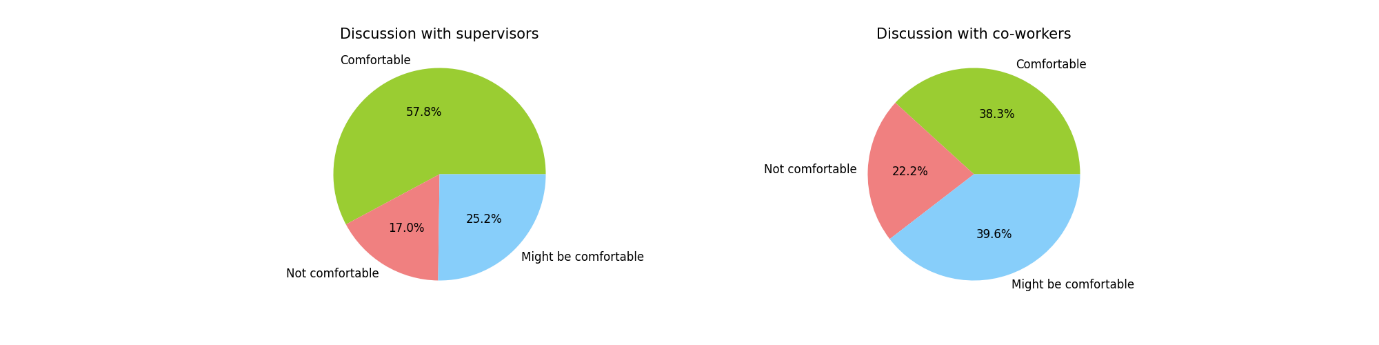 Discussion with supervisors
Comfortable
57.8%
17.0%
25.2%
Not comfortable
Might be comfortable
Discussion with co-workers
Comfortable
38.3%
Not comfortable
22.2%
39.6%
Might be comfortable